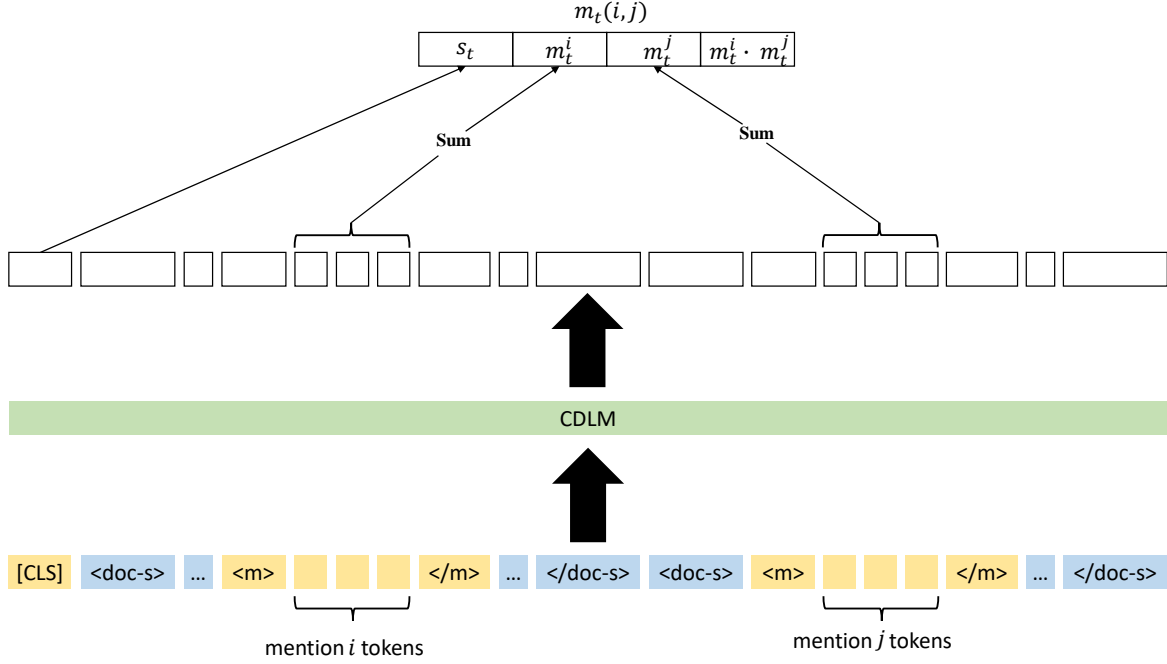 m_t(i, j)
s_t m_t^i m_t^j m_t^i · m_t^j
Sum Sum
CDLM
[CLS] <doc-s> ... <m> </m> ... </doc-s> <doc-s> <m> </m> ... </doc-s>
mention i tokens mention j tokens